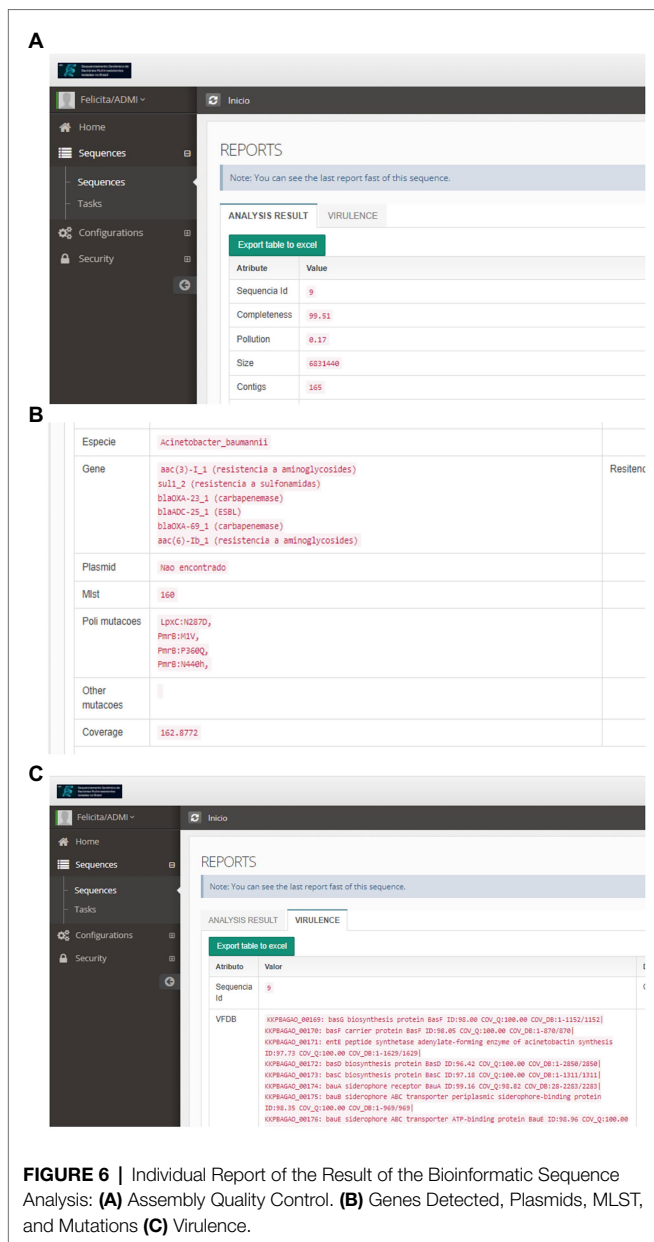 A
Felicita/ADMI
Inicio
Home
Sequences
Sequences
Tasks
Configurations
Security
REPORTS
Note: You can see the last report fast of this sequence.
ANALYSIS RESULT VIRULENCE
Export table to excel
Atribute Value
Sequencia Id 9
Completeness 99.51
Pollution 0.17
Size 6831440
Contigs 165
B
Especie Acinetobacter_baumannii
Gene aac(3)-I_1 (resistencia a aminoglycosides) Resitenc
sul1_2 (resistencia a sulfonamidas)
blaOXA-23_1 (carbapenemase)
blaADC-25_1 (ESBL)
blaOXA-69_1 (carbapenemase)
aac(6)-Ib_1 (resistencia a aminoglycosides)
Plasmid Nao encontrado
Mlst 160
Poli mutacoes LpxC:N287D,
PmrB:M1V,
PmrB:P360Q,
PmrB:N440h,
Other
mutacoes
Coverage 162.8772
C
Felicita/ADMI
Inicio
Home
Sequences
Sequences
Tasks
Configurations
Security
REPORTS
Note: You can see the last report fast of this sequence.
ANALYSIS RESULT VIRULENCE
Export table to excel
Atributo Valor
Sequencia
Id 9
VFDB KKPBAGAO_00169: basG biosynthesis protein BasF ID:98.00 COV_Q:100.00 COV_DB:1-1152/1152|
KKPBAGAO_00170: basF carrier protein BasF ID:98.05 COV_Q:100.00 COV_DB:1-870/870|
KKPBAGAO_00171: entE peptide synthetase adenylate-forming enzyme of acinetobactin synthesis
ID:97.73 COV_Q:100.00 COV_DB:1-1629/1629|
KKPBAGAO_00172: basD biosynthesis protein BasD ID:96.42 COV_Q:100.00 COV_DB:1-2850/2850|
KKPBAGAO_00173: basC biosynthesis protein BasC ID:97.18 COV_Q:100.00 COV_DB:1-1311/1311|
KKPBAGAO_00174: bauA siderophore receptor BauA ID:99.16 COV_Q:98.82 COV_DB:28-2283/2283|
KKPBAGAO_00175: bauB siderophore ABC transporter periplasmic siderophore-binding protein
ID:98.35 COV_Q:100.00 COV_DB:1-969/969|
KKPBAGAO_00176: bauE siderophore ABC transporter ATP-binding protein BauE ID:98.96 COV_Q:100.00
FIGURE 6 | Individual Report of the Result of the Bioinformatic Sequence
Analysis: (A) Assembly Quality Control. (B) Genes Detected, Plasmids, MLST,
and Mutations (C) Virulence.